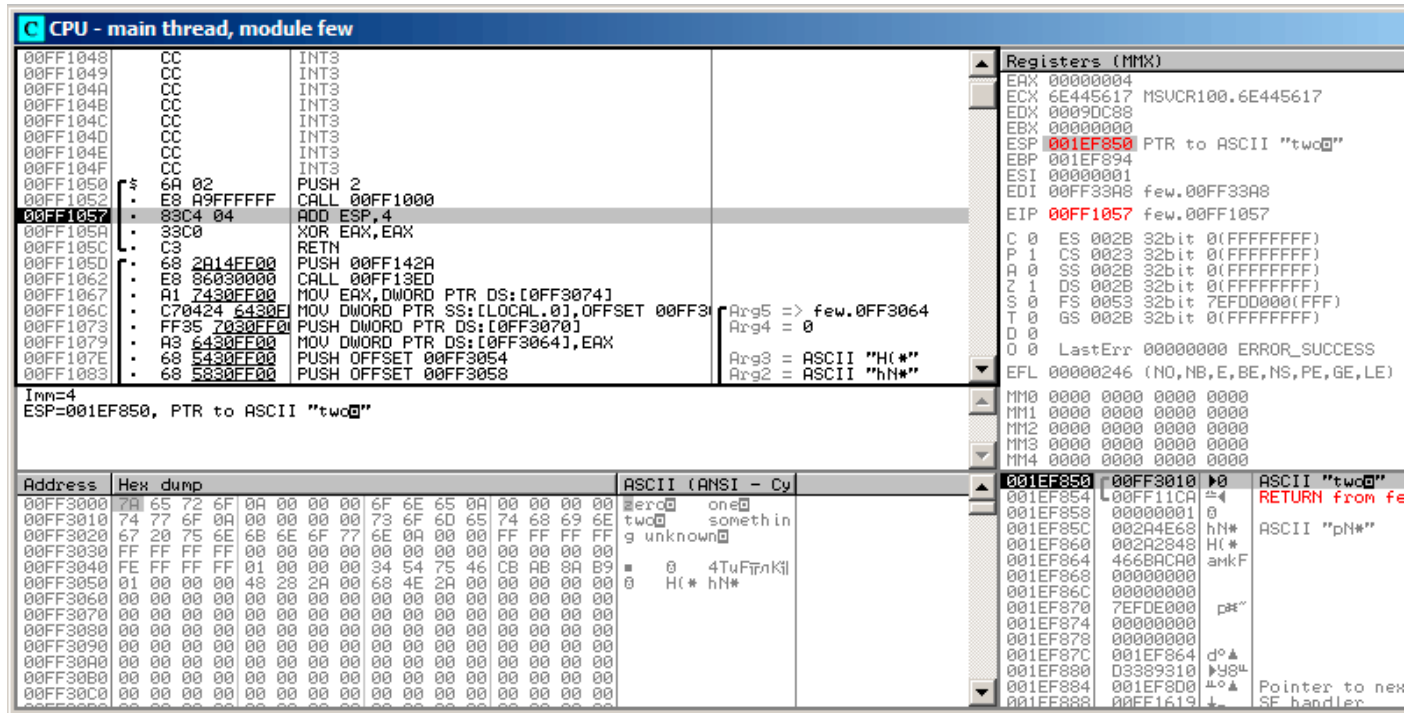 C CPU - main thread, module few
00FF1048 CC INT3
00FF1049 CC INT3
00FF104A CC INT3
00FF104B CC INT3
00FF104C CC INT3
00FF104D CC INT3
00FF104E CC INT3
00FF104F CC INT3
00FF1050 $ 6A 02 PUSH 2
00FF1052 . E8 A9FFFFFF CALL 00FF1000
00FF1057 . 83C4 04 ADD ESP,4
00FF105A . 33C0 XOR EAX,EAX
00FF105C . C3 RETN
00FF105D . 68 2A14FF00 PUSH 00FF142A
00FF1062 . E8 86030000 CALL 00FF13ED
00FF1067 . A1 7430FF00 MOV EAX,DWORD PTR DS:[0FF3074]
00FF106C . C70424 6430F MOV DWORD PTR SS:[LOCAL.0],OFFSET 00FF3 Arg5 => few.0FF3064
00FF1073 . FF35 7030FF0 PUSH DWORD PTR DS:[0FF3070] Arg4 = 0
00FF1079 . A3 6430FF00 MOV DWORD PTR DS:[0FF3064],EAX
00FF107E . 68 5430FF00 PUSH OFFSET 00FF3054 Arg3 = ASCII "H(*"
00FF1083 . 68 5830FF00 PUSH OFFSET 00FF3058 Arg2 = ASCII "hN*"
Imm=4
ESP=001EF850, PTR to ASCII "two◙"
Registers (MMX)
EAX 00000004
ECX 6E445617 MSVCR100.6E445617
EDX 0009DC88
EBX 00000000
ESP 001EF850 PTR to ASCII "two◙"
EBP 001EF894
ESI 00000001
EDI 00FF33A8 few.00FF33A8
EIP 00FF1057 few.00FF1057
C 0 ES 002B 32bit 0(FFFFFFFF)
P 1 CS 0023 32bit 0(FFFFFFFF)
A 0 SS 002B 32bit 0(FFFFFFFF)
Z 1 DS 002B 32bit 0(FFFFFFFF)
S 0 FS 0053 32bit 7EFDD000(FFF)
T 0 GS 002B 32bit 0(FFFFFFFF)
D 0
O 0 LastErr 00000000 ERROR_SUCCESS
EFL 00000246 (NO,NB,E,BE,NS,PE,GE,LE)
MM0 0000 0000 0000 0000
MM1 0000 0000 0000 0000
MM2 0000 0000 0000 0000
MM3 0000 0000 0000 0000
MM4 0000 0000 0000 0000
Address Hex dump ASCII (ANSI - Cy
00FF3000 7A 65 72 6F 0A 00 00 00 6F 6E 65 0A 00 00 00 00 zero◙ one◙
00FF3010 74 77 6F 0A 00 00 00 00 73 6F 6D 65 74 68 69 6E two◙ somethin
00FF3020 67 20 75 6E 6B 6E 6F 77 6E 0A 00 00 FF FF FF FF g unknown◙
00FF3030 FF FF FF FF 00 00 00 00 00 00 00 00 00 00 00 00
00FF3040 FE FF FF FF 01 00 00 00 34 54 75 46 CB AB 8A B9 ■ ☺ 4TuF
00FF3050 01 00 00 00 48 28 2A 00 68 4E 2A 00 00 00 00 00 ☺ H(* hN*
00FF3060 00 00 00 00 00 00 00 00 00 00 00 00 00 00 00 00
00FF3070 00 00 00 00 00 00 00 00 00 00 00 00 00 00 00 00
00FF3080 00 00 00 00 00 00 00 00 00 00 00 00 00 00 00 00
00FF3090 00 00 00 00 00 00 00 00 00 00 00 00 00 00 00 00
00FF30A0 00 00 00 00 00 00 00 00 00 00 00 00 00 00 00 00
00FF30B0 00 00 00 00 00 00 00 00 00 00 00 00 00 00 00 00
00FF30C0 00 00 00 00 00 00 00 00 00 00 00 00 00 00 00 00
001EF850 00FF3010 ►0 ASCII "two◙"
001EF854 00FF11CA RETURN from fe
001EF858 00000001 ☺
001EF85C 002A4E68 hN* ASCII "pN*"
001EF860 002A2848 H(*
001EF864 466BACA0 амkF
001EF868 00000000
001EF86C 00000000
001EF870 7EFDE000
001EF874 00000000
001EF878 00000000
001EF87C 001EF864
001EF880 D3389310
001EF884 001EF8D0 Pointer to nex
001EF888 00FF1619 SE handler